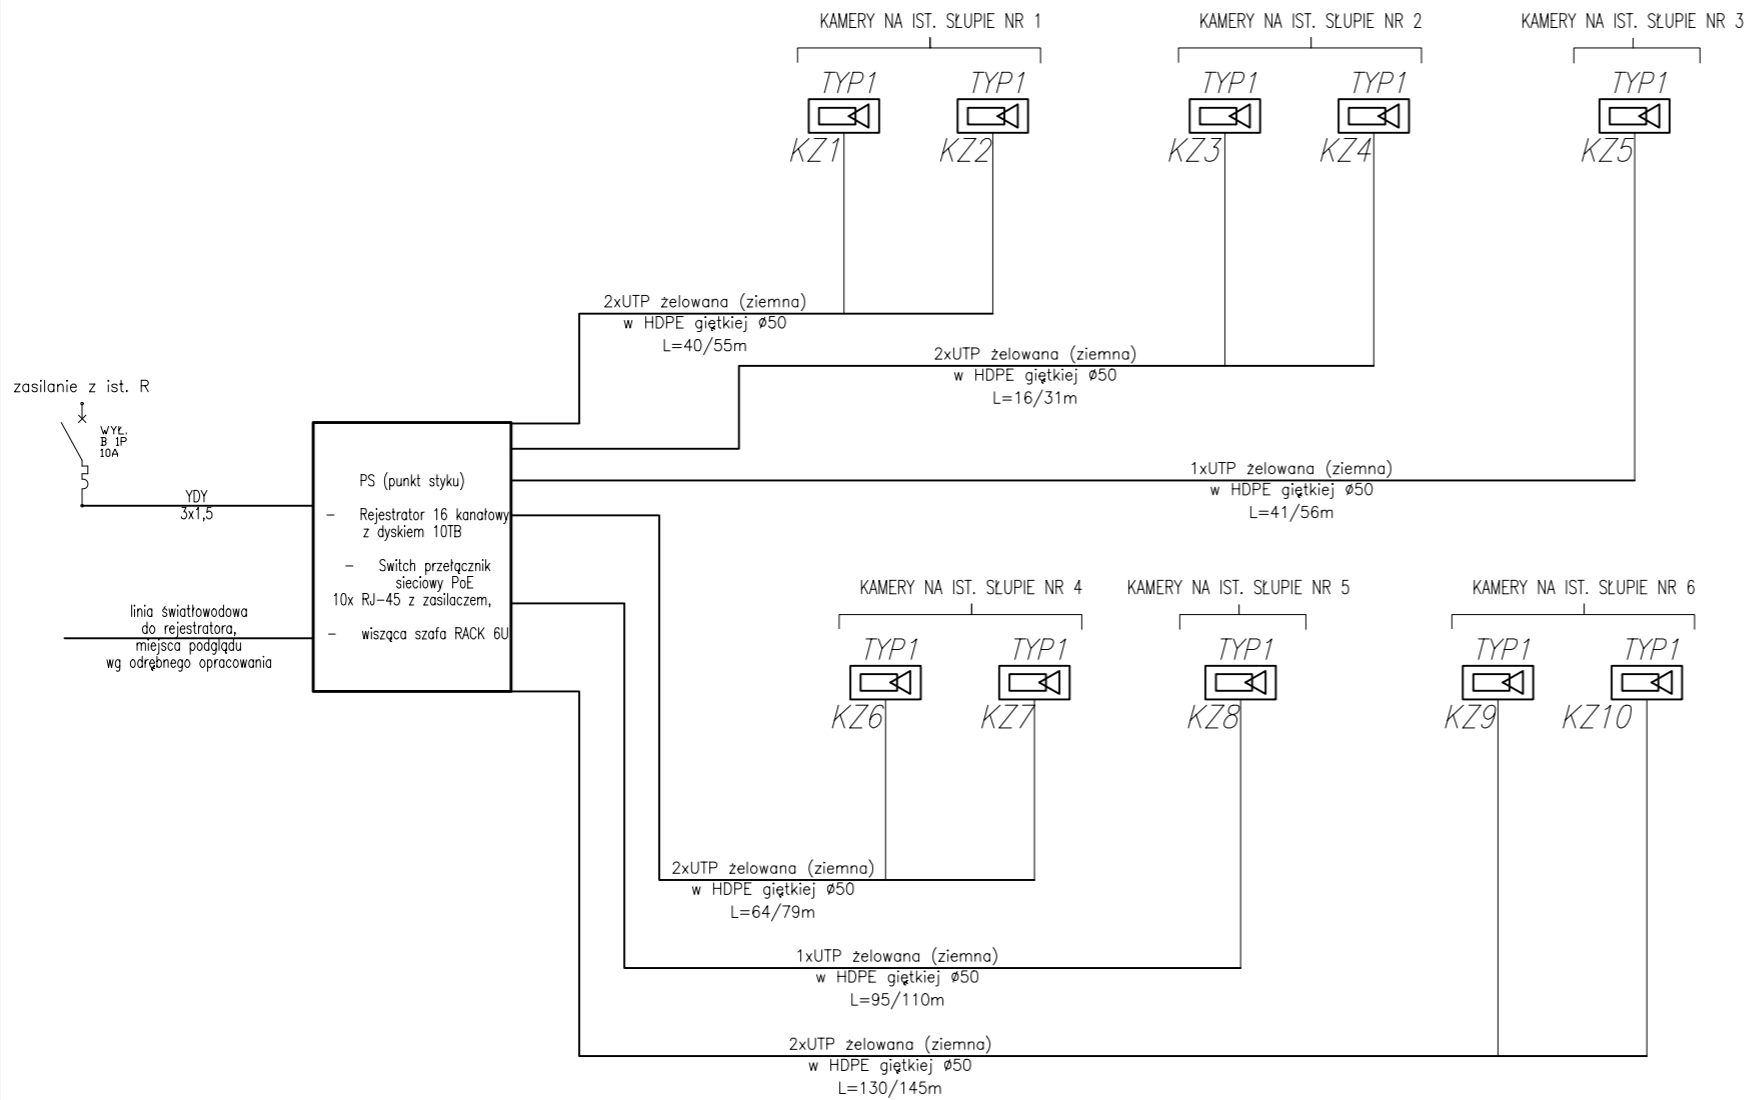 KAMERY NA IST. SŁUPIE NR 1
KAMERY NA IST. SŁUPIE NR 2
KAMERY NA IST. SŁUPIE NR 3
TYP1
TYP1
TYP1
TYP1
TYP1
KZ1
KZ2
KZ3
KZ4
KZ5
2xUTP żelowana (ziemna)
w HDPE giętkiej ø50
L=40/55m
2xUTP żelowana (ziemna)
w HDPE giętkiej ø50
L=16/31m
1xUTP żelowana (ziemna)
w HDPE giętkiej ø50
L=41/56m
zasilanie z ist. R
WYŁ.
B 1P
10A
YDY
3x1,5
linia światłowodowa
do rejestratora,
miejsca podglądu
wg odrębnego opracowania
PS (punkt styku)
– Rejestrator 16 kanałowy
z dyskiem 10TB
– Switch przełącznik
sieciowy PoE
10x RJ-45 z zasilaczem,
– wisząca szafa RACK 6U
KAMERY NA IST. SŁUPIE NR 4
KAMERY NA IST. SŁUPIE NR 5
KAMERY NA IST. SŁUPIE NR 6
TYP1
TYP1
TYP1
TYP1
TYP1
KZ6
KZ7
KZ8
KZ9
KZ10
2xUTP żelowana (ziemna)
w HDPE giętkiej ø50
L=64/79m
1xUTP żelowana (ziemna)
w HDPE giętkiej ø50
L=95/110m
2xUTP żelowana (ziemna)
w HDPE giętkiej ø50
L=130/145m